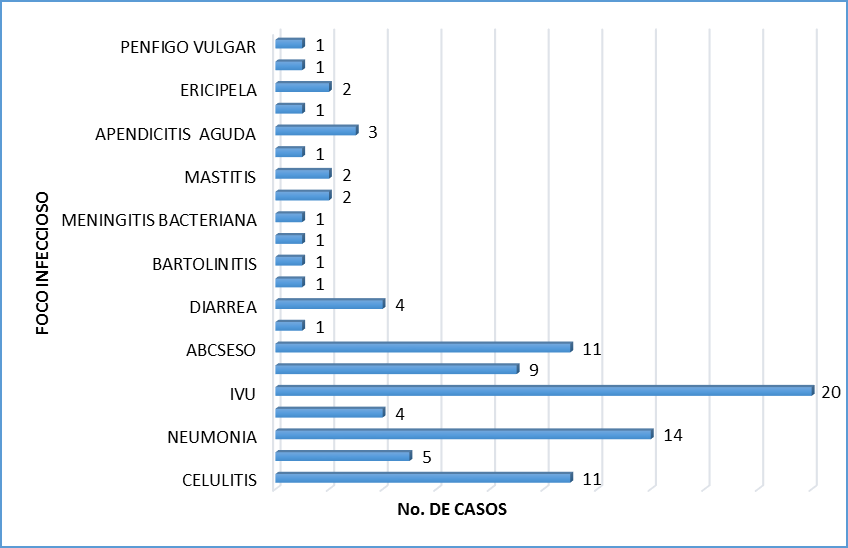 PENFIGO VULGAR 1
1
ERICIPELA 2
1
APENDICITIS AGUDA 3
1
MASTITIS 2
2
MENINGITIS BACTERIANA 1
1
BARTOLINITIS 1
1
DIARREA 4
1
ABCSESO 11
9
IVU 20
4
NEUMONIA 14
5
CELULITIS 11
FOCO INFECCIOSO
No. DE CASOS